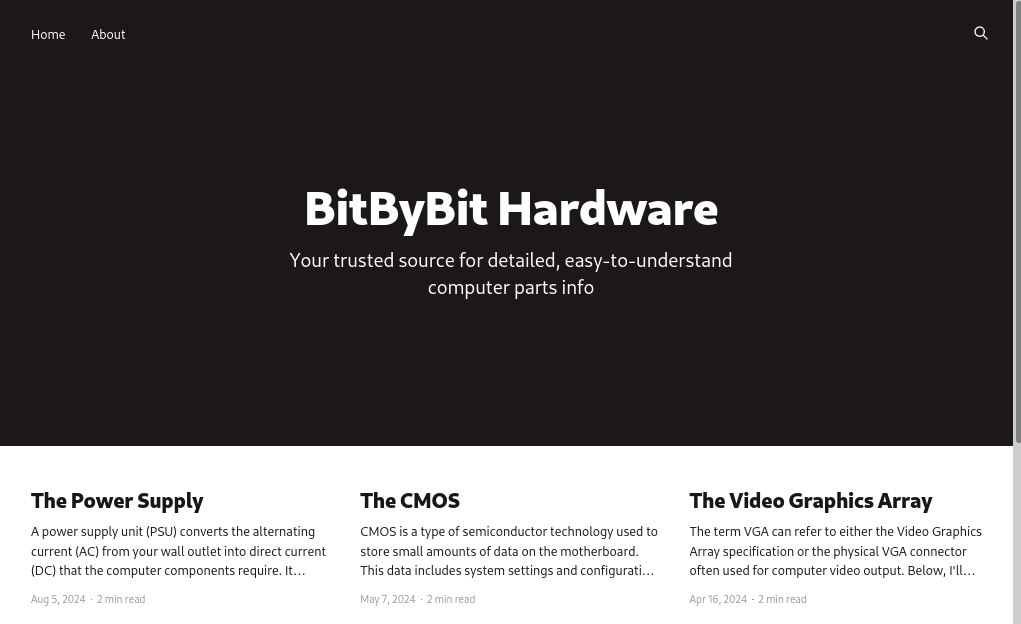 Home About
BitByBit Hardware
Your trusted source for detailed, easy-to-understand
computer parts info
The Power Supply
A power supply unit (PSU) converts the alternating
current (AC) from your wall outlet into direct current
(DC) that the computer components require. It…
Aug 5, 2024 · 2 min read
The CMOS
CMOS is a type of semiconductor technology used to
store small amounts of data on the motherboard.
This data includes system settings and configurati…
May 7, 2024 · 2 min read
The Video Graphics Array
The term VGA can refer to either the Video Graphics
Array specification or the physical VGA connector
often used for computer video output. Below, I'll…
Apr 16, 2024 · 2 min read